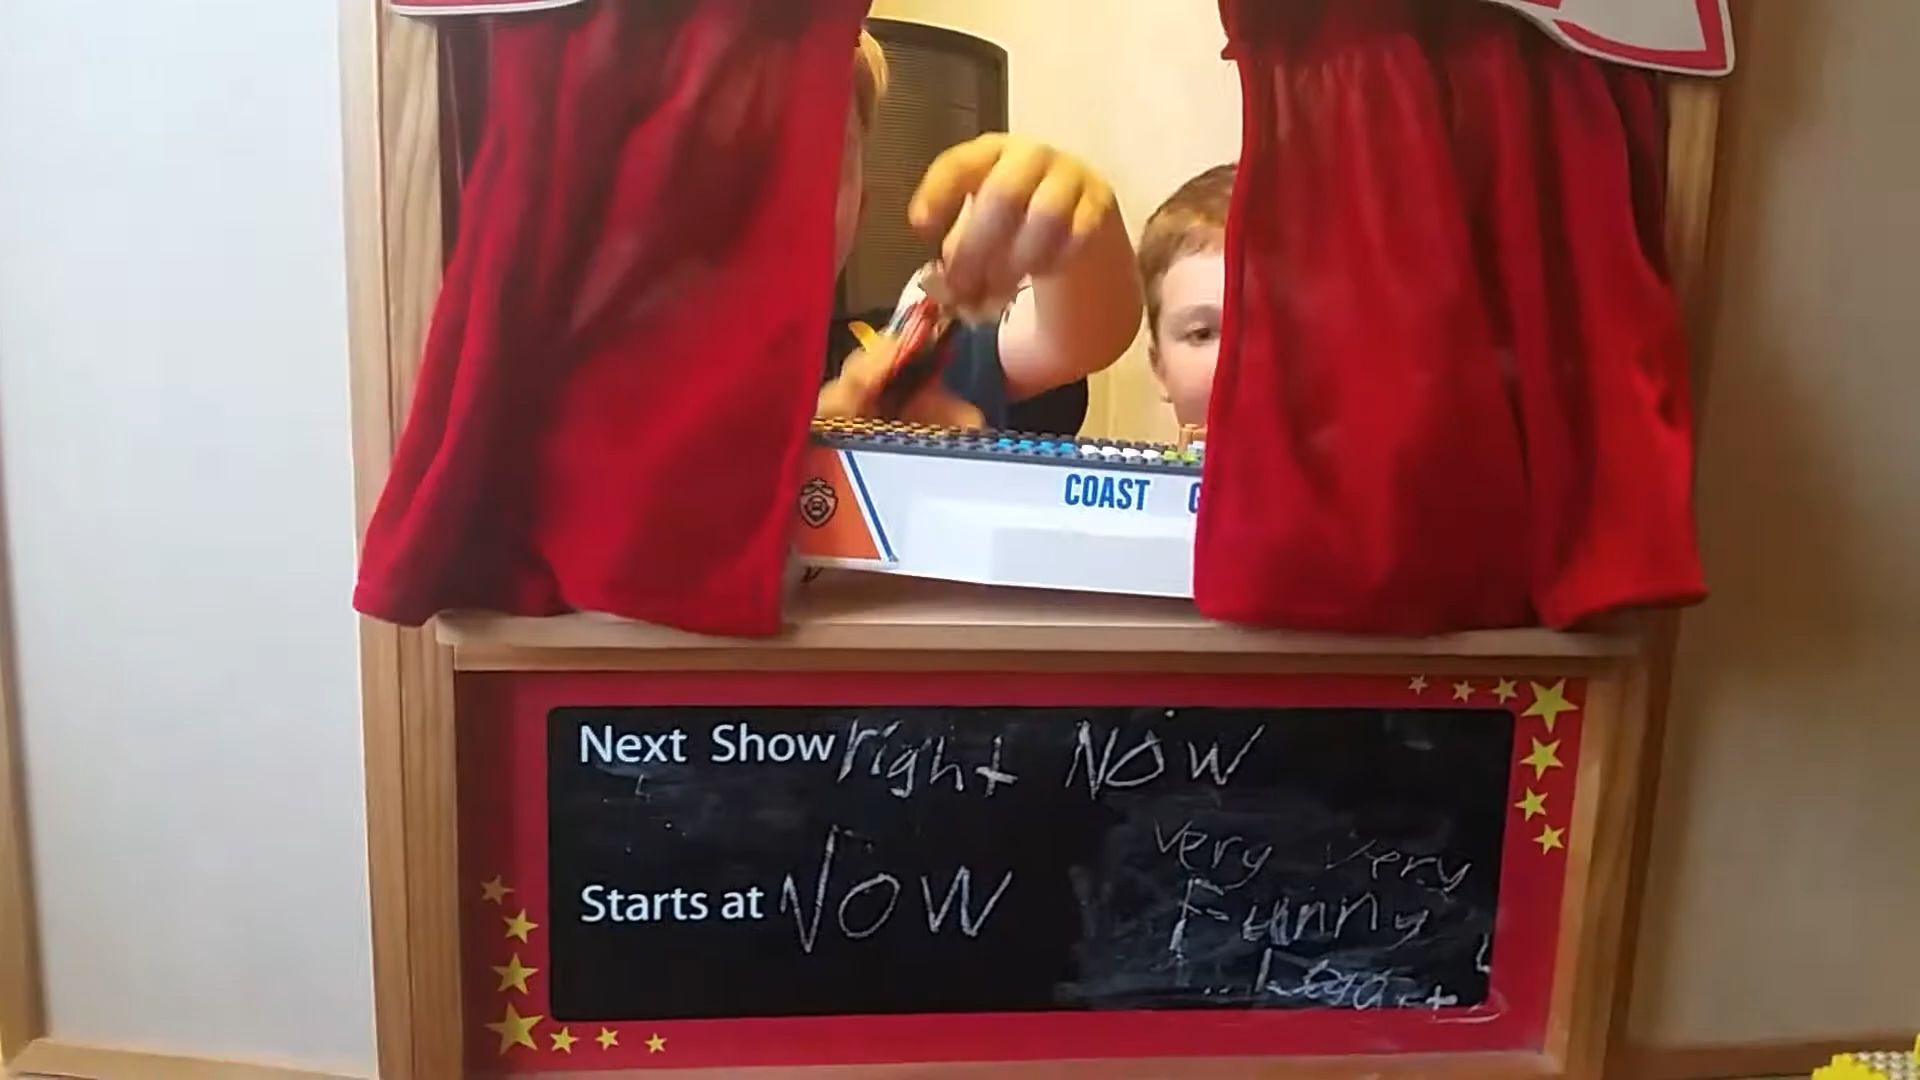 COAST G
Next Show right NOW
Starts at NOW
very very
Funny